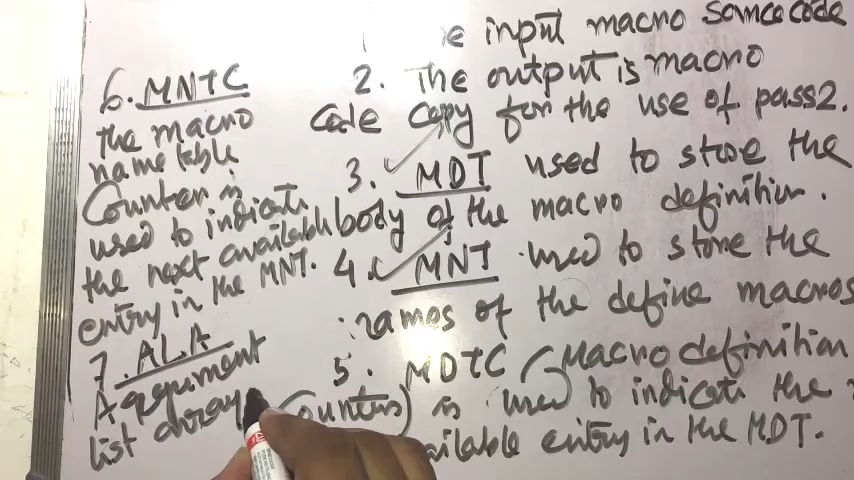 e input macro Source code
2. The output is macro
code copy for the use of pass2.
3. MDT used to store the
body of the macro definition.
4. MNT used to store the
names of the define macros
5. MDTC (Macro definition
Counter) is used to indicate the
available entry in the MDT.
6. MNTC
the macro
name table
Counter is
used to indicate
the next available
entry in the MNT.
7. ALA
Argument
list array